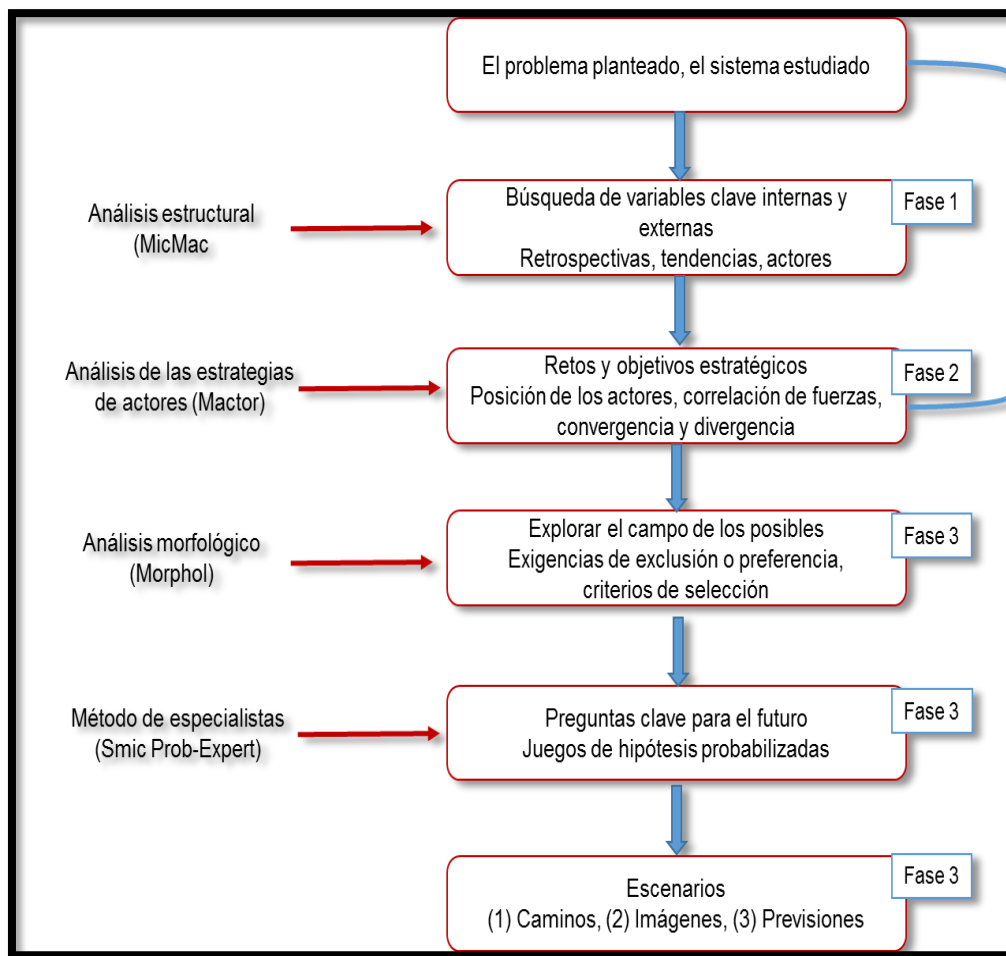 El problema planteado, el sistema estudiado
Análisis estructural
(MicMac
Búsqueda de variables clave internas y
externas
Retrospectivas, tendencias, actores
Fase 1
Análisis de las estrategias
de actores (Mactor)
Retos y objetivos estratégicos
Posición de los actores, correlación de fuerzas,
convergencia y divergencia
Fase 2
Análisis morfológico
(Morphol)
Explorar el campo de los posibles
Exigencias de exclusión o preferencia,
criterios de selección
Fase 3
Método de especialistas
(Smic Prob-Expert)
Preguntas clave para el futuro
Juegos de hipótesis probabilizadas
Fase 3
Escenarios
(1) Caminos, (2) Imágenes, (3) Previsiones
Fase 3